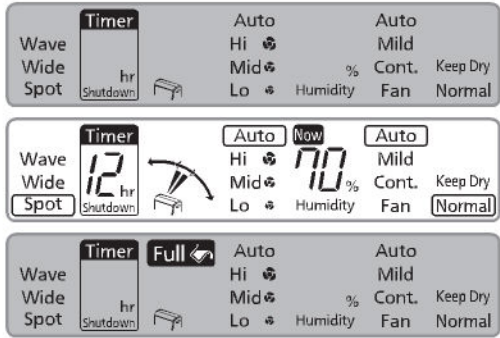 Timer Auto Auto
Wave Hi Mild
Wide hr Mid % Cont. Keep Dry
Spot Shutdown Lo Humidity Fan Normal
Timer Auto Now Auto
Wave 12 Hi 70 Mild
Wide hr Mid % Cont. Keep Dry
Spot Shutdown Lo Humidity Fan Normal
Timer Full Auto Auto
Wave Hi Mild
Wide hr Mid % Cont. Keep Dry
Spot Shutdown Lo Humidity Fan Normal